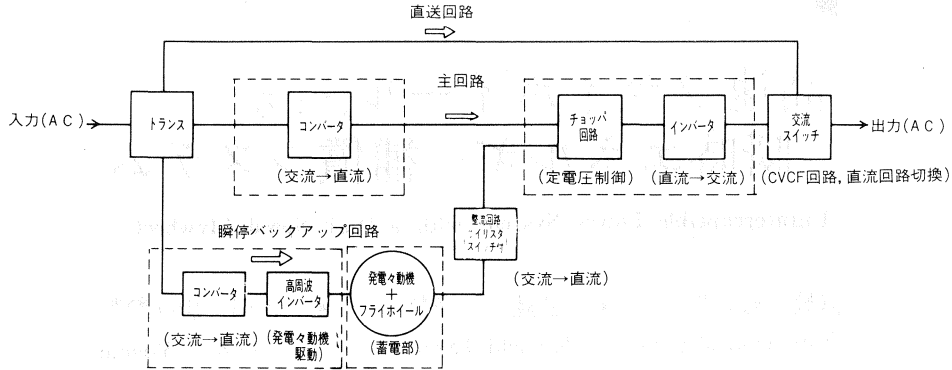 直送回路
主回路
入力(AC)
トランス
コンバータ
(交流→直流)
チョッパ
回路
(定電圧制御)
インバータ
(直流→交流)
交流
スイッチ
出力(AC)
(CVCF回路,直流回路切換)
瞬停バックアップ回路
コンバータ
(交流→直流)
高周波
インバータ
(発電々動機
駆動)
発電々動機
+
フライホイール
(蓄電部)
整流回路
サイリスタ
スイッチ付
(交流→直流)